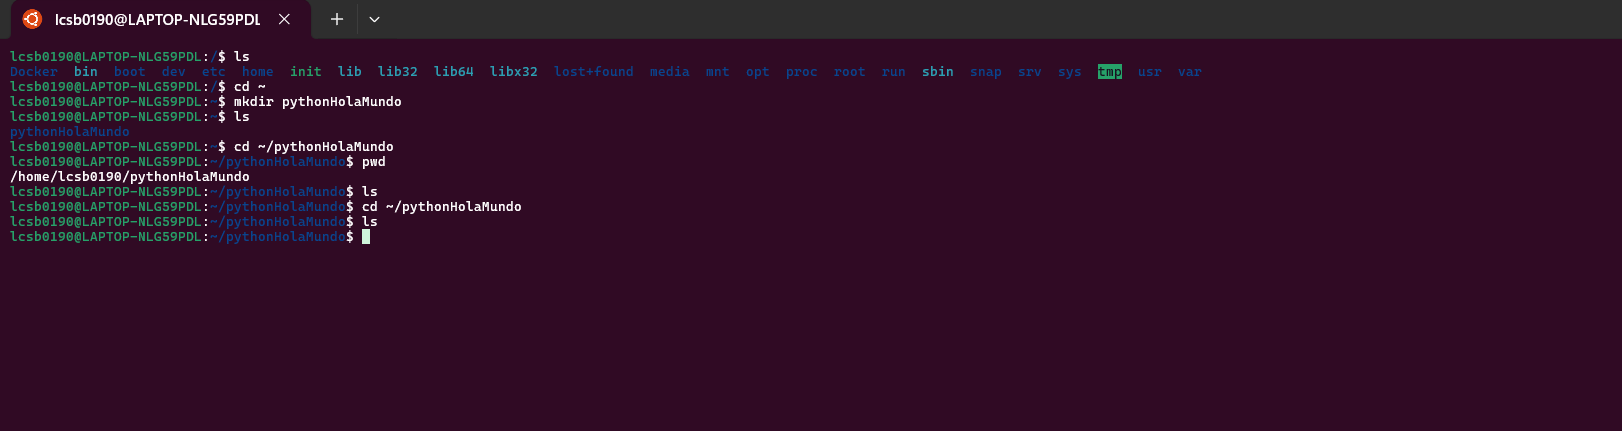 lcsb0190@LAPTOP-NLG59PDL
lcsb0190@LAPTOP-NLG59PDL:/$ ls
Docker bin boot dev etc home init lib lib32 lib64 libx32 lost+found media mnt opt proc root run sbin snap srv sys tmp usr var
lcsb0190@LAPTOP-NLG59PDL:/$ cd ~
lcsb0190@LAPTOP-NLG59PDL:~$ mkdir pythonHolaMundo
lcsb0190@LAPTOP-NLG59PDL:~$ ls
pythonHolaMundo
lcsb0190@LAPTOP-NLG59PDL:~$ cd ~/pythonHolaMundo
lcsb0190@LAPTOP-NLG59PDL:~/pythonHolaMundo$ pwd
/home/lcsb0190/pythonHolaMundo
lcsb0190@LAPTOP-NLG59PDL:~/pythonHolaMundo$ ls
lcsb0190@LAPTOP-NLG59PDL:~/pythonHolaMundo$ cd ~/pythonHolaMundo
lcsb0190@LAPTOP-NLG59PDL:~/pythonHolaMundo$ ls
lcsb0190@LAPTOP-NLG59PDL:~/pythonHolaMundo$